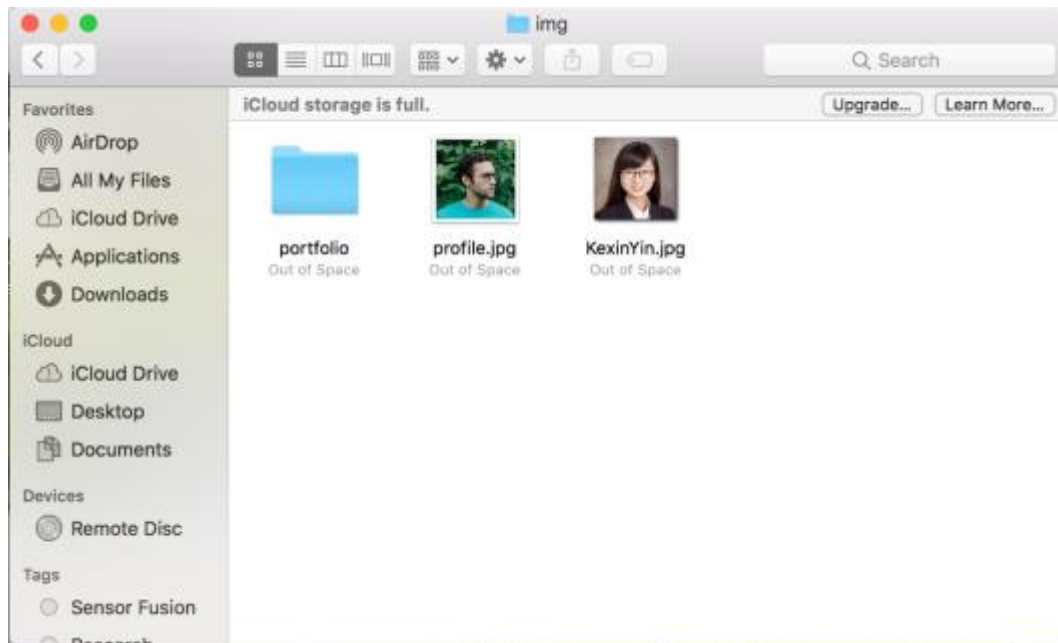 img
Search
Favorites
AirDrop
All My Files
iCloud Drive
Applications
Downloads
iCloud
iCloud Drive
Desktop
Documents
Devices
Remote Disc
Tags
Sensor Fusion
Research
iCloud storage is full.
Upgrade... Learn More...
portfolio profile.jpg KexinYin.jpg
Out of Space Out of Space Out of Space